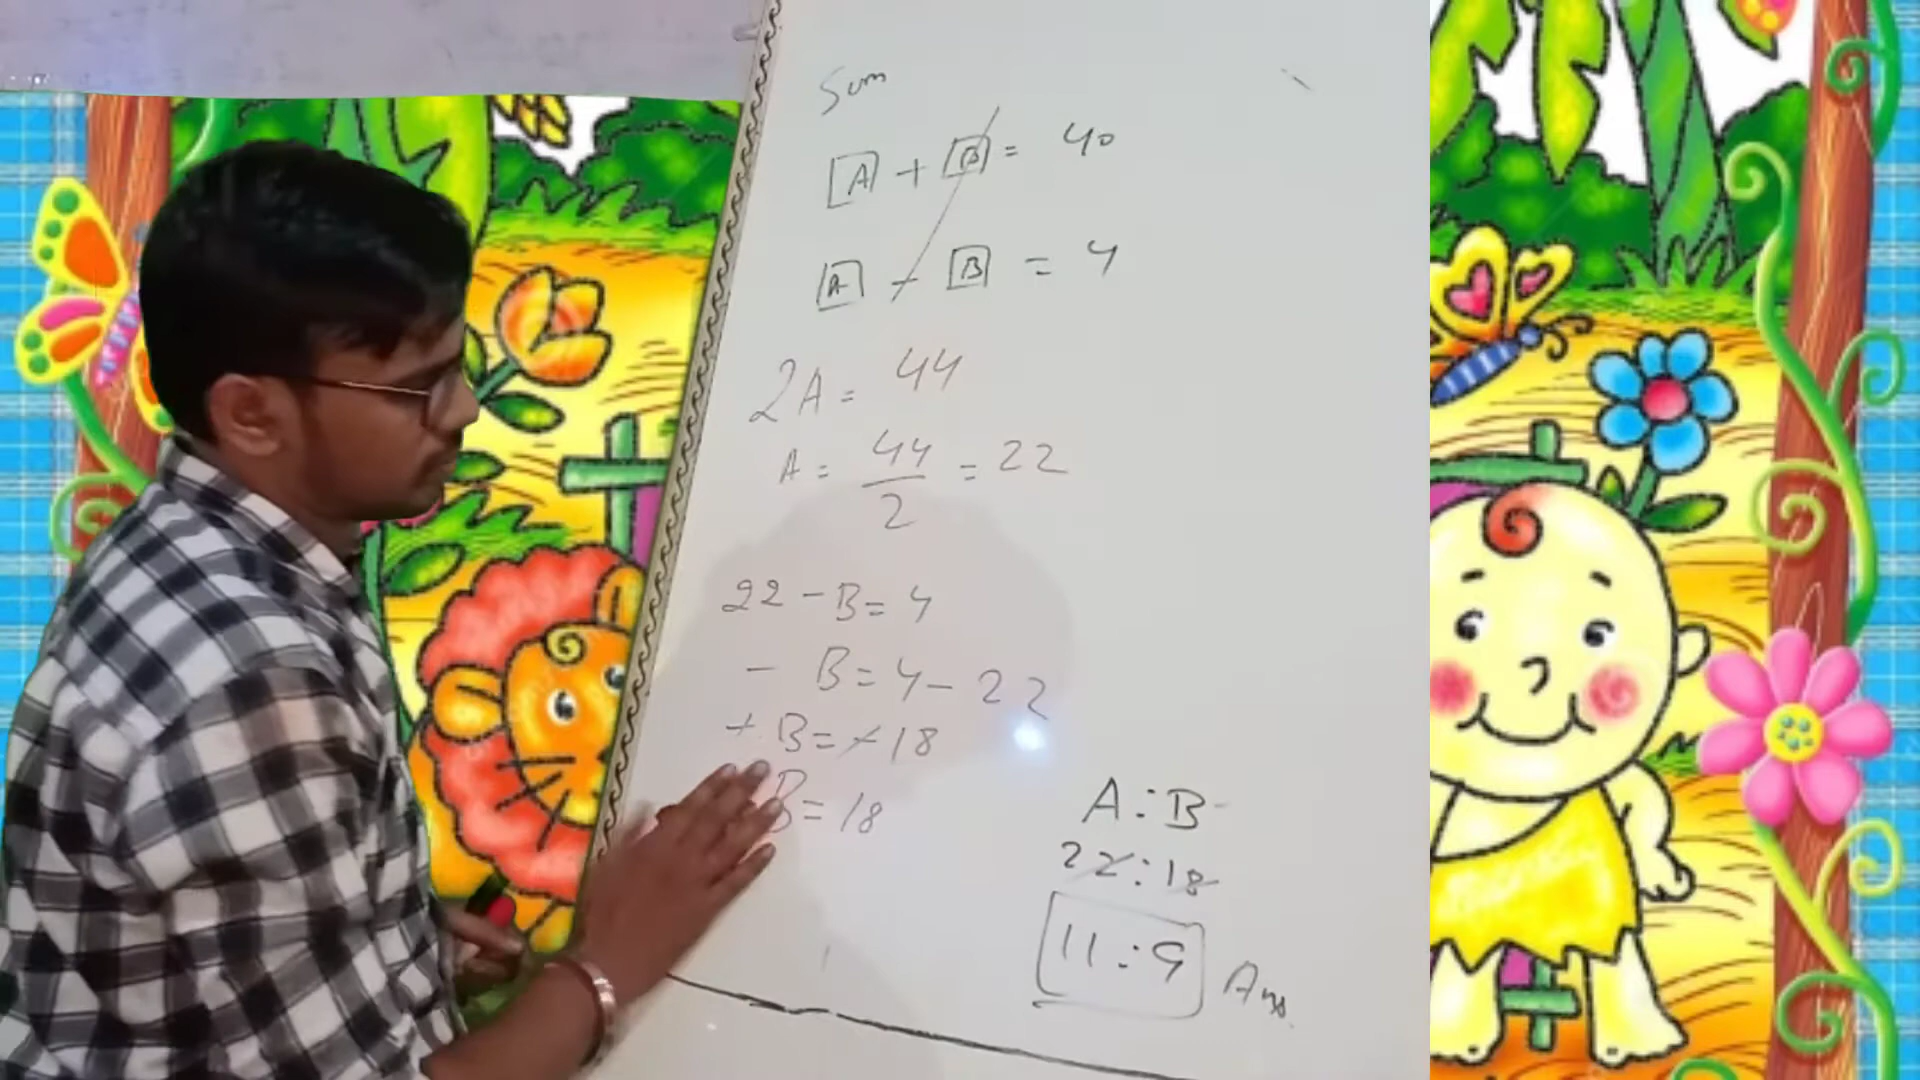 Sum
A + B = 40
A - B = 4
2A = 44
A = 44/2 = 22
22 - B = 4
- B = 4 - 22
+ B = + 18
B = 18
A : B
22 : 18
11 : 9 Ans.